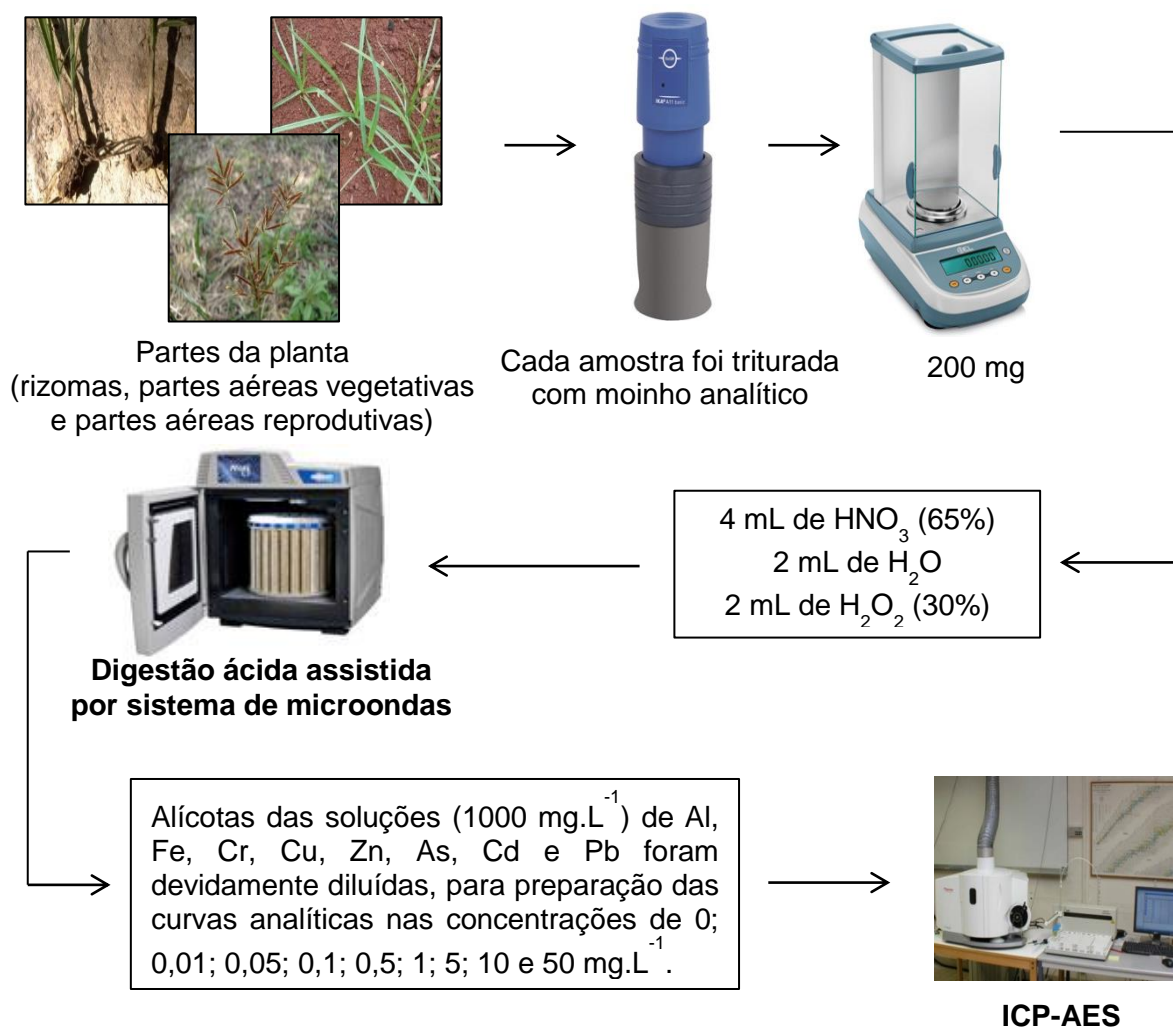 Partes da planta
(rizomas, partes aéreas vegetativas
e partes aéreas reprodutivas)
Cada amostra foi triturada
com moinho analítico
200 mg
4 mL de HNO₃ (65%)
2 mL de H₂O
2 mL de H₂O₂ (30%)
Digestão ácida assistida
por sistema de microondas
Alícotas das soluções (1000 mg.L⁻¹) de Al,
Fe, Cr, Cu, Zn, As, Cd e Pb foram
devidamente diluídas, para preparação das
curvas analíticas nas concentrações de 0;
0,01; 0,05; 0,1; 0,5; 1; 5; 10 e 50 mg.L⁻¹.
ICP-AES